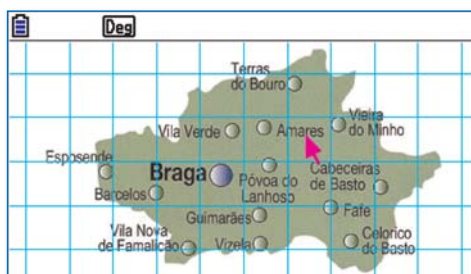 Deg
Terras
do Bouro
Vila Verde
Amares
Vieira
do Minho
Esposende
Braga
Póvoa do
Lanhoso
Cabeceiras
de Basto
Barcelos
Guimarães
Fafe
Vila Nova
de Famalicão
Vizela
Celorico
do Basto